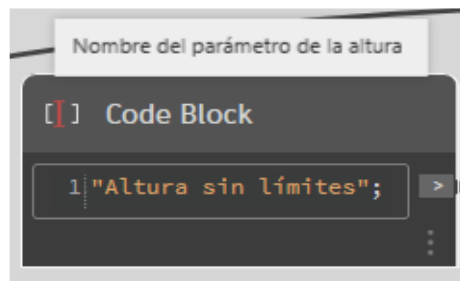 Nombre del parámetro de la altura
[I] Code Block
1 "Altura sin límites"; >